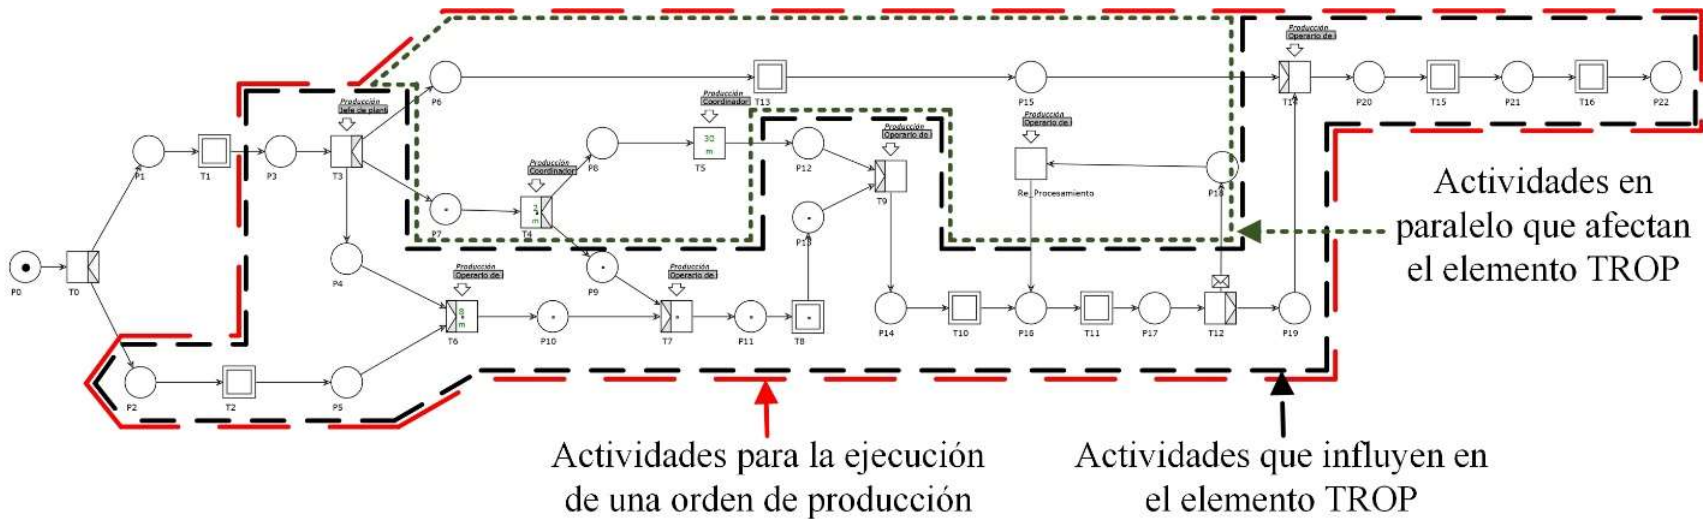 Producción
Operario de
Producción
Jefe de planta
P6
T13
Producción
Coordinador
P15
T14
P20
T15
P21
T16
P22
Producción
Operario de
Producción
Operario de
P1
T1
P3
T3
P8
T5
30
m
P12
Producción
Coordinador
T9
Re_Procesamiento
P18
P7
T4
m
P13
P0
T0
P4
Producción
Operario de
P9
Producción
Operario de
T6
m
P10
T7
P11
T8
P14
T10
P16
T11
P17
T12
P19
P2
T2
P5
Actividades en
paralelo que afectan
el elemento TROP
Actividades para la ejecución
de una orden de producción
Actividades que influyen en
el elemento TROP